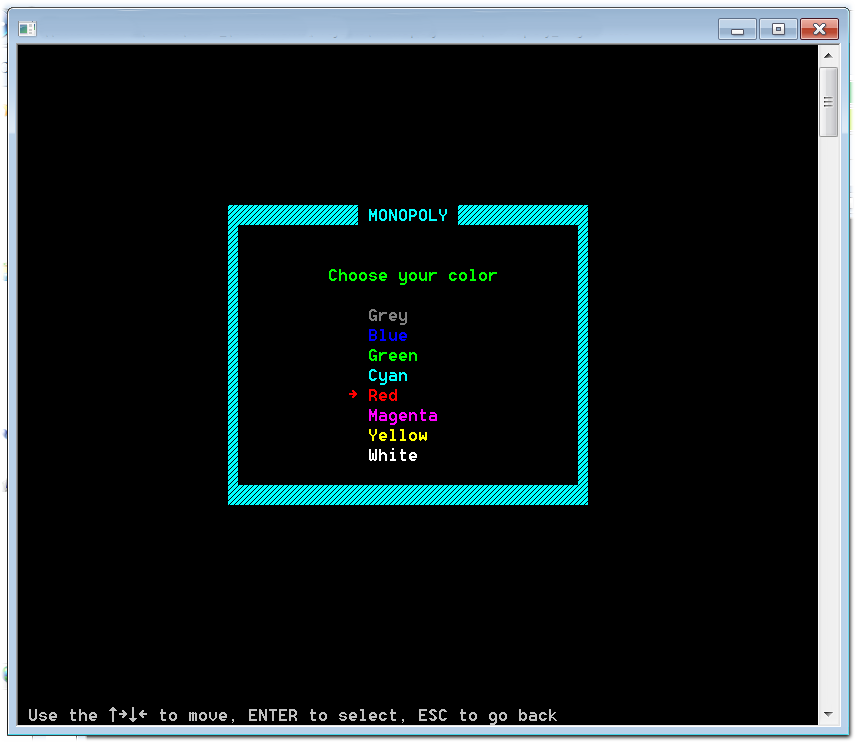 MONOPOLY
Choose your color
Grey
Blue
Green
Cyan
→ Red
Magenta
Yellow
White
Use the ↑→↓← to move, ENTER to select, ESC to go back